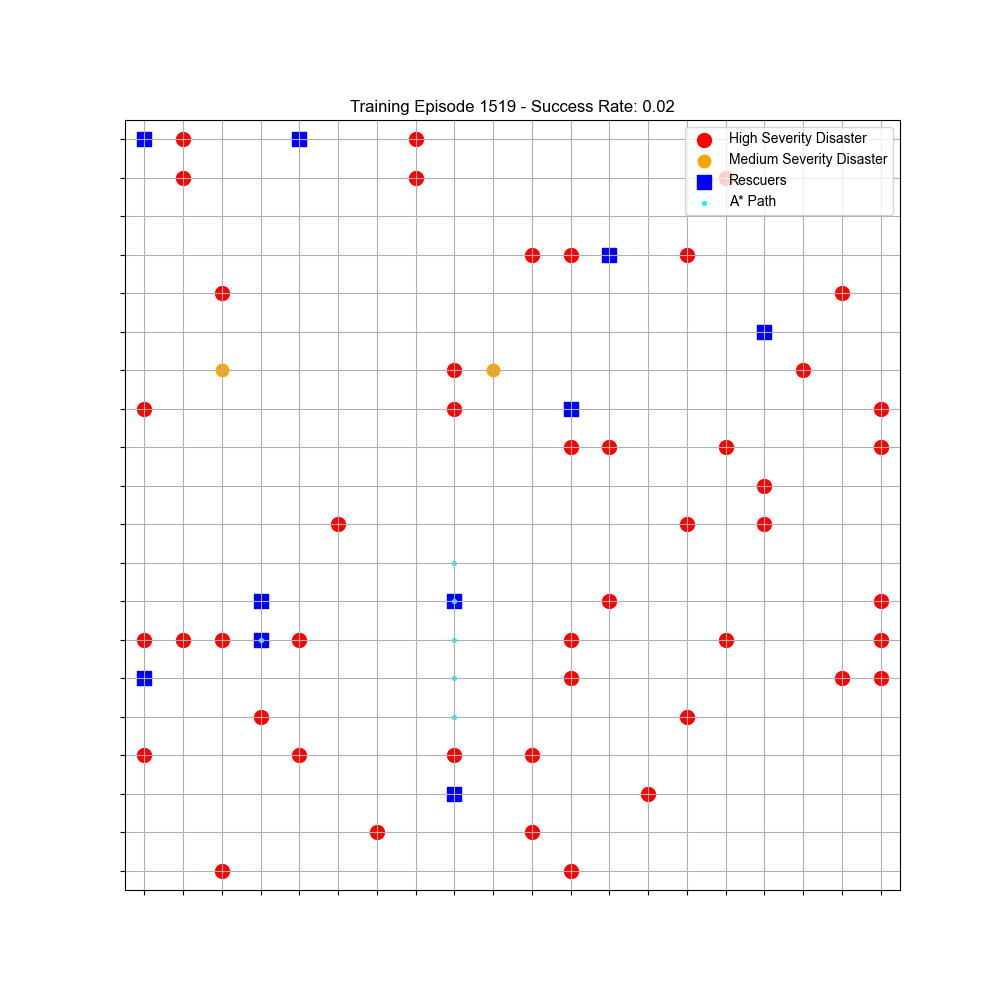 Training Episode 1519 - Success Rate: 0.02
High Severity Disaster
Medium Severity Disaster
Rescuers
A* Path